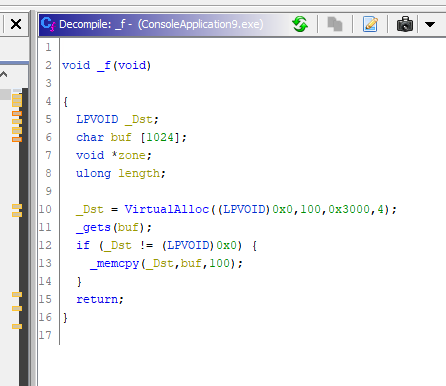 Decompile: _f - (ConsoleApplication9.exe)
1
2 void _f(void)
3
4 {
5 LPVOID _Dst;
6 char buf [1024];
7 void *zone;
8 ulong length;
9
10 _Dst = VirtualAlloc((LPVOID)0x0,100,0x3000,4);
11 _gets(buf);
12 if (_Dst != (LPVOID)0x0) {
13 _memcpy(_Dst,buf,100);
14 }
15 return;
16 }
17